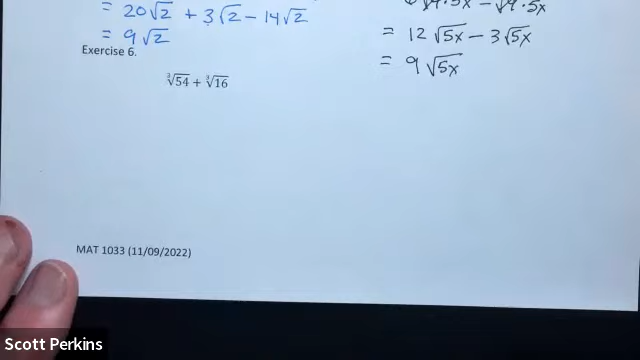 = 20√2 + 3√2 − 14√2
= 9√2
= 12√5x − 3√5x
= 9√5x
Exercise 6.
∛54 + ∛16
MAT 1033 (11/09/2022)
Scott Perkins